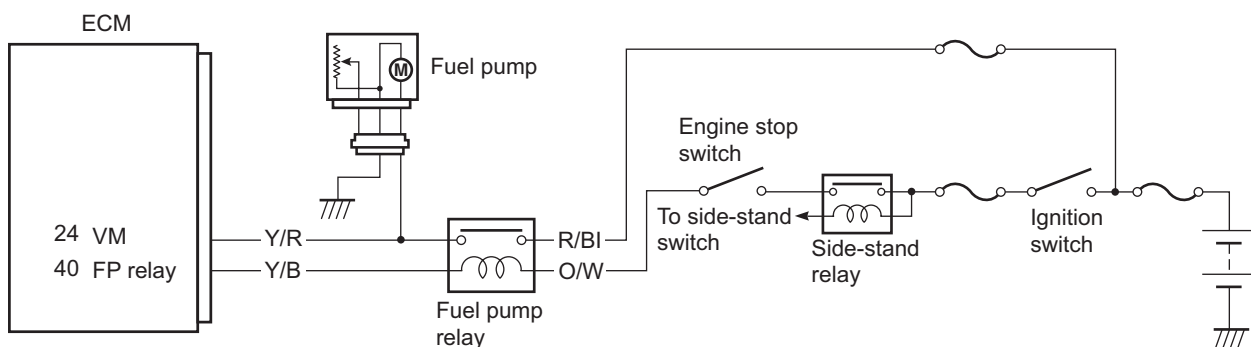 ECM
M
Fuel pump
Engine stop
switch
To side-stand
switch
Side-stand
relay
Ignition
switch
24 VM
40 FP relay
Y/R
Y/B
R/Bl
O/W
Fuel pump
relay